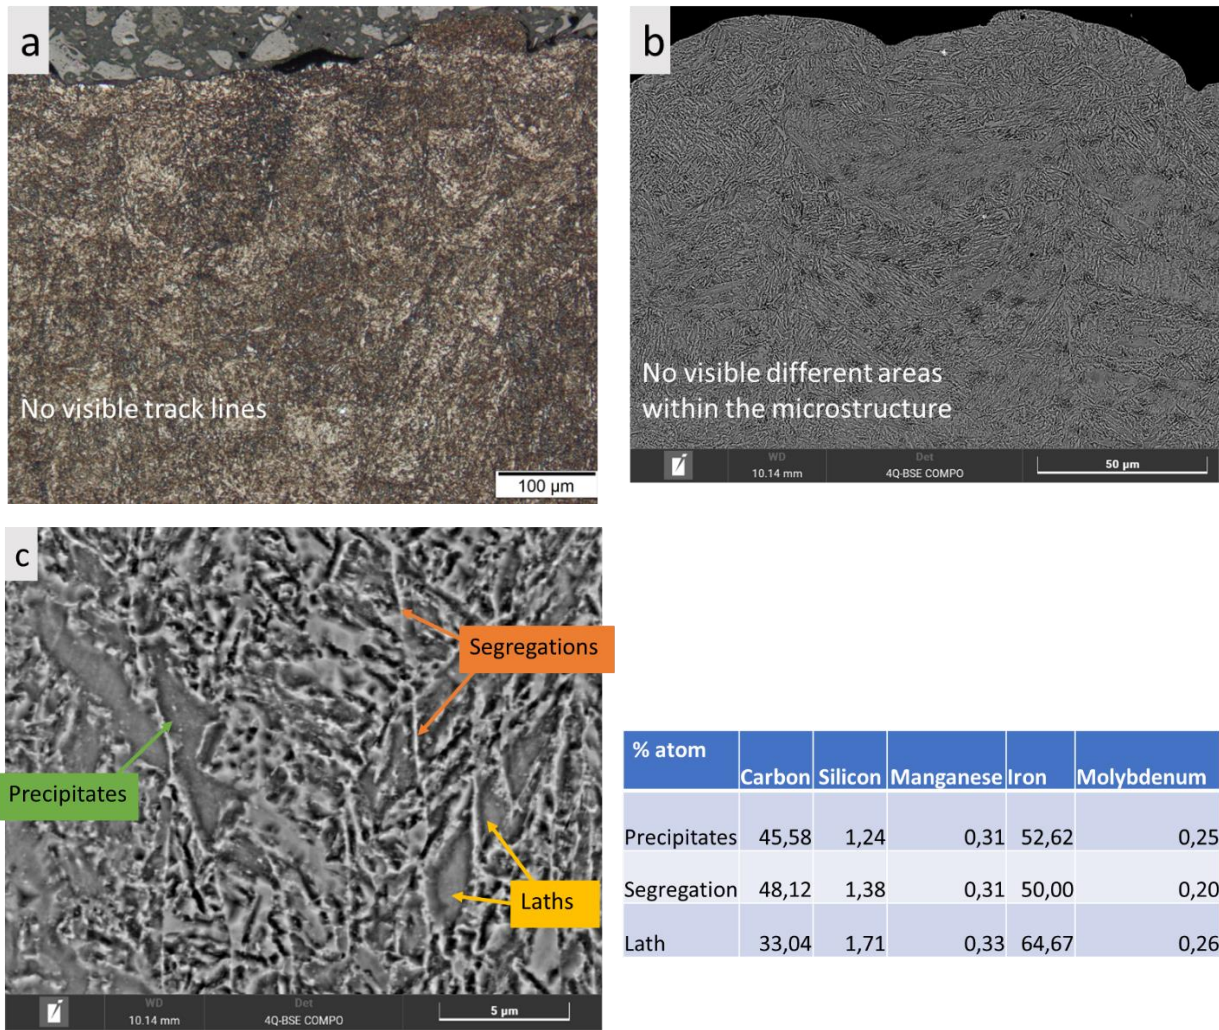 a
No visible track lines
100 µm
b
No visible different areas
within the microstructure
WD
10.14 mm
Det
4Q-BSE COMPO
50 µm
c
Segregations
Precipitates
Laths
WD
10.14 mm
Det
4Q-BSE COMPO
5 µm
% atom
Carbon Silicon Manganese Iron Molybdenum
Precipitates 45,58 1,24 0,31 52,62 0,25
Segregation 48,12 1,38 0,31 50,00 0,20
Lath 33,04 1,71 0,33 64,67 0,26